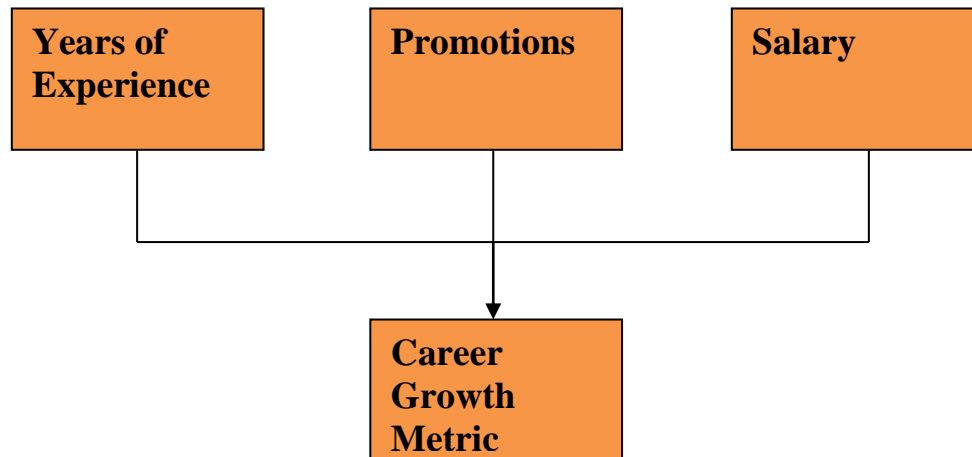 Years of
Experience
Promotions
Salary
Career
Growth
Metric